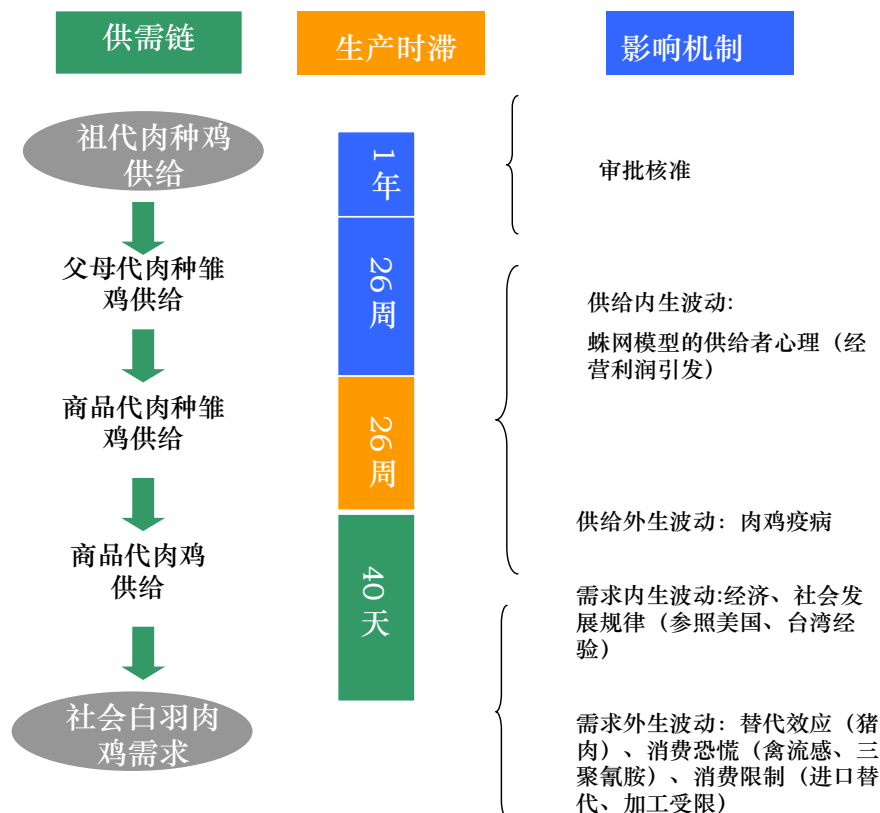 供需链
生产时滞
影响机制
祖代肉种鸡
供给
父母代肉种雏
鸡供给
商品代肉种雏
鸡供给
商品代肉鸡
供给
社会白羽肉
鸡需求
1年
26周
26周
40天
审批核准
供给内生波动:
蛛网模型的供给者心理（经
营利润引发）
供给外生波动：肉鸡疫病
需求内生波动:经济、社会发
展规律（参照美国、台湾经
验）
需求外生波动：替代效应（猪
肉）、消费恐慌（禽流感、三
聚氰胺）、消费限制（进口替
代、加工受限）